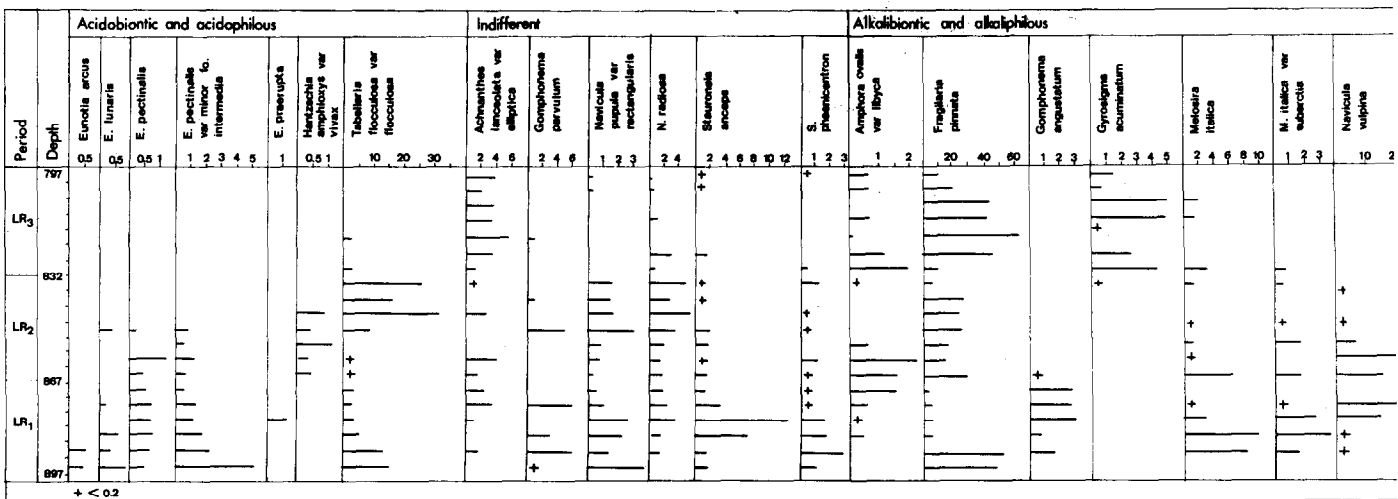 Acidobiontic and acidophilous
Indifferent
Alkalibiontic and alkaliphilous
Period
Depth
Eunotia arcus
E. lunaris
E. pectinalis
E. pectinalis
var minor fo.
intermedia
E. praerupta
Hantzschia
amphioxys var
vivax
Tabellaria
flocculosa var
flocculosa
Achnanthes
lanceolata var
elliptica
Gomphonema
parvulum
Navicula
pupula var
rectangularis
N. radiosa
Stauroneis
anceps
S.
phoenicentron
Amphora ovalis
var libyca
Fragilaria
pinnata
Gomphonema
angustatum
Gyrosigma
acuminatum
Melosira
italica
M. italica var
subarctia
Navicula
vulpina
0.5 0.5 0.5 1 1 2 3 4 5 1 0.5 1 10 20 30 2 4 6 2 4 6 1 2 3 2 4 2 4 6 8 10 12 1 2 3 1 2 20 40 60 1 2 3 1 2 3 4 5 2 4 6 8 10 1 2 3 10 2
797
LR3
832
LR2
867
LR1
897
+ < 0.2